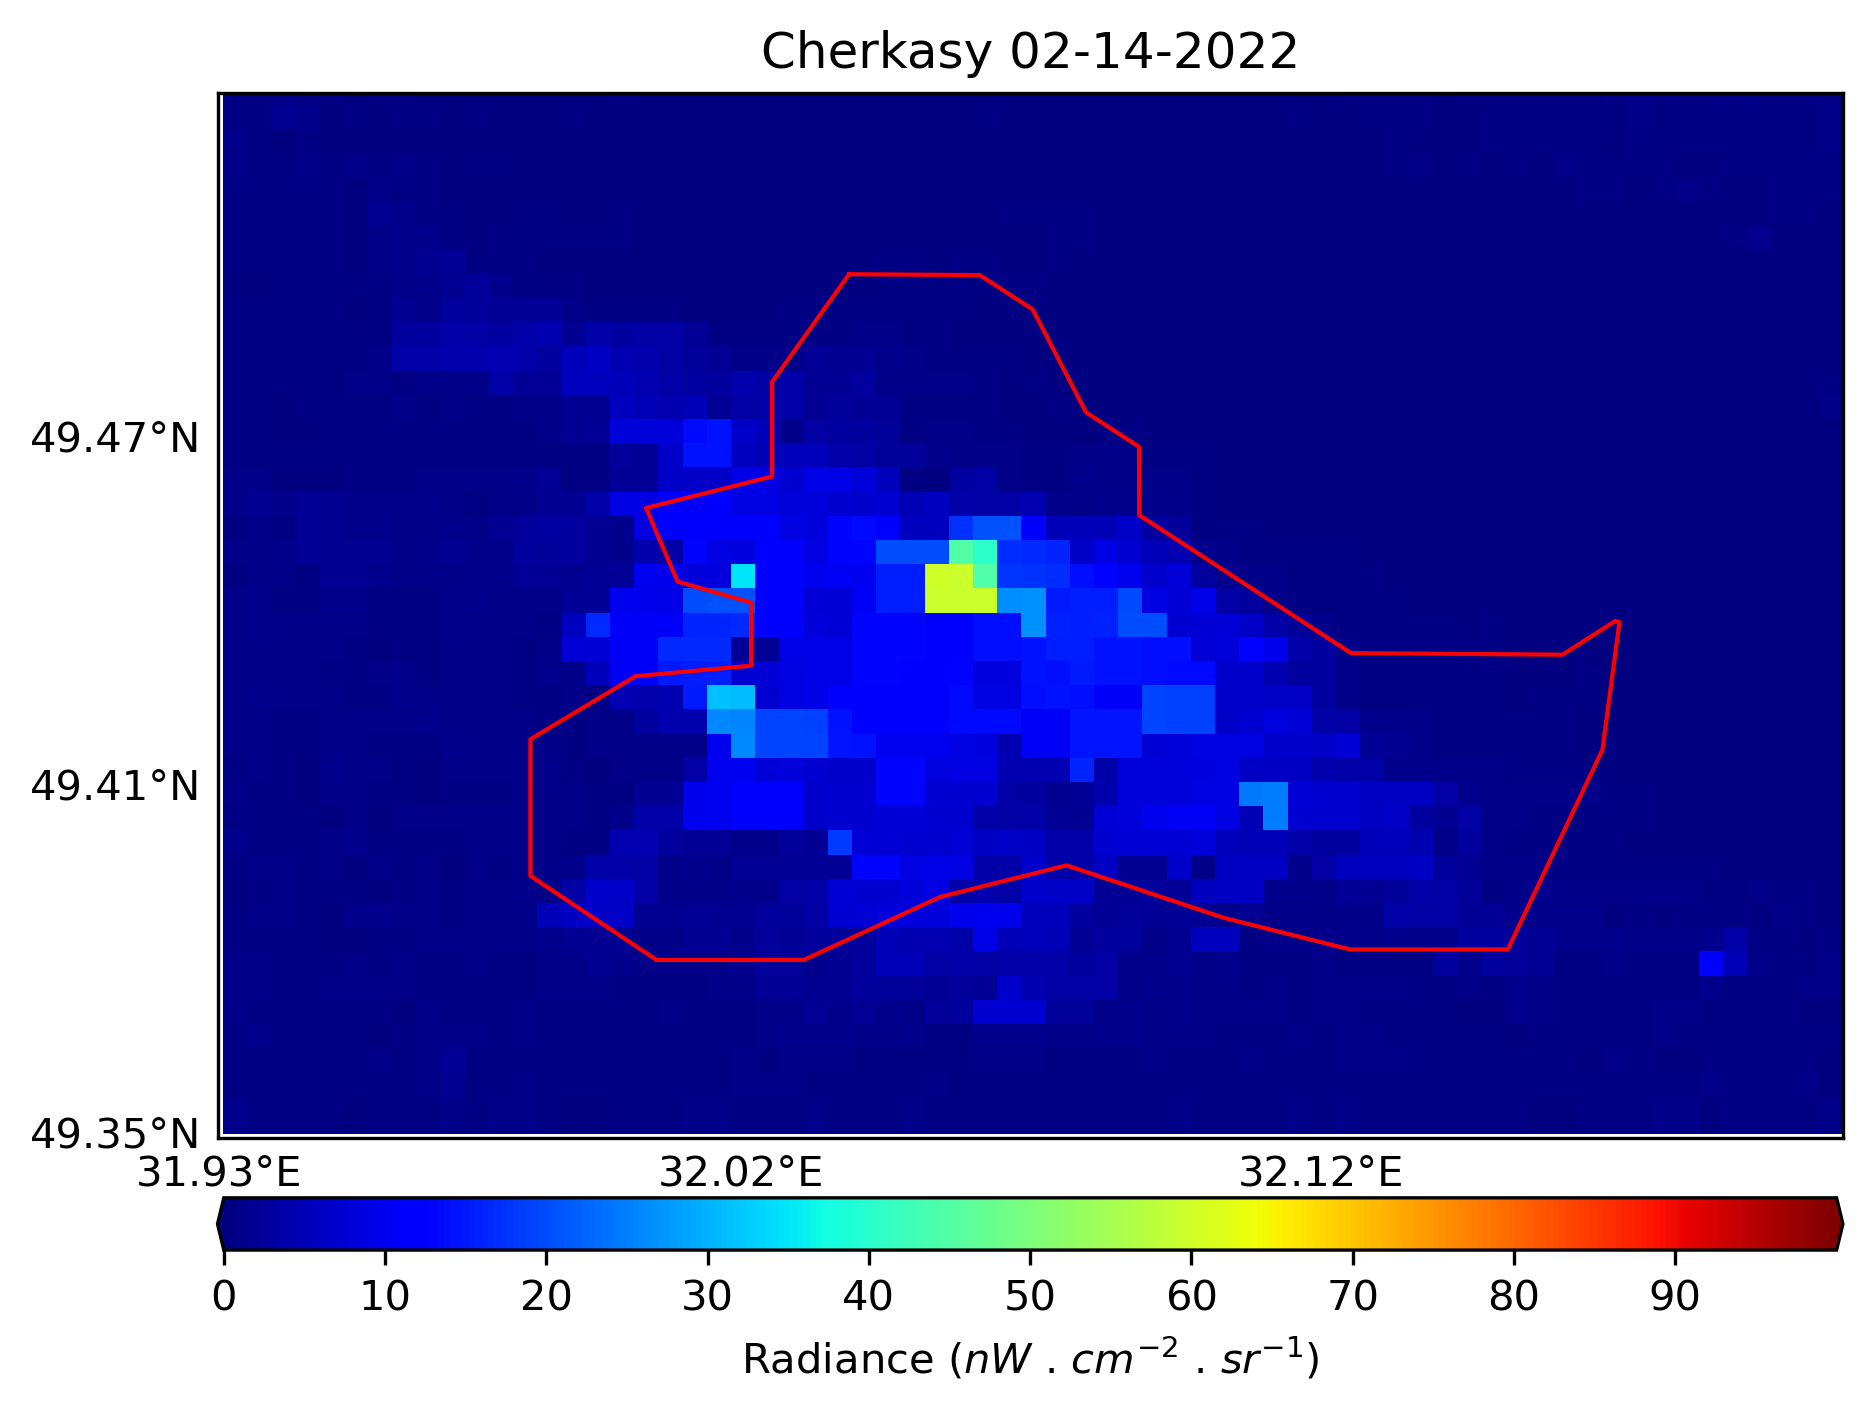 Cherkasy 02-14-2022
49.47°N
49.41°N
49.35°N
31.93°E 32.02°E 32.12°E
0 10 20 30 40 50 60 70 80 90
Radiance (nW . cm⁻² . sr⁻¹)